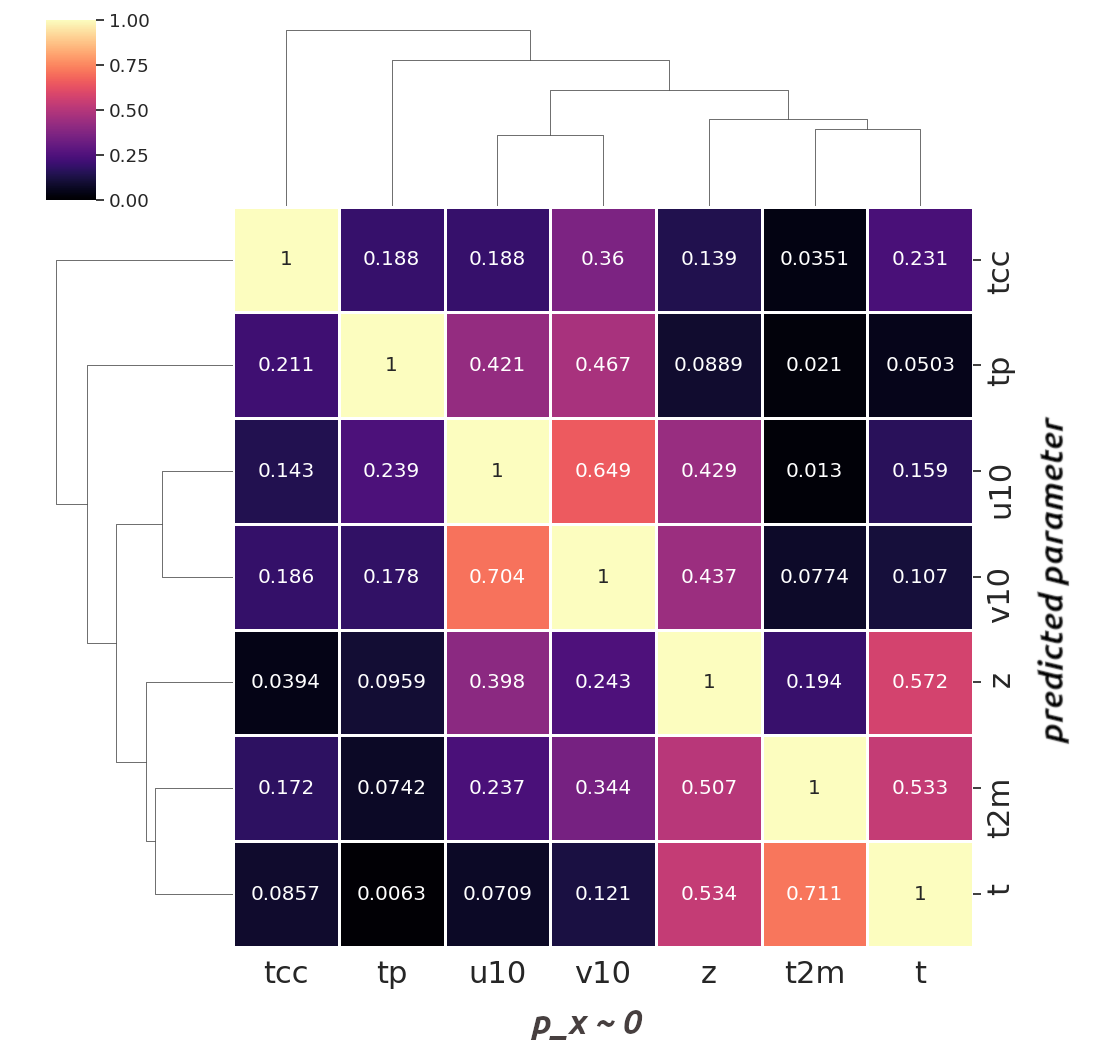 1.00
0.75
0.50
0.25
0.00
1 0.188 0.188 0.36 0.139 0.0351 0.231 tcc
0.211 1 0.421 0.467 0.0889 0.021 0.0503 tp
0.143 0.239 1 0.649 0.429 0.013 0.159 u10
0.186 0.178 0.704 1 0.437 0.0774 0.107 v10
0.0394 0.0959 0.398 0.243 1 0.194 0.572 z
0.172 0.0742 0.237 0.344 0.507 1 0.533 t2m
0.0857 0.0063 0.0709 0.121 0.534 0.711 1 t
predicted parameter
tcc tp u10 v10 z t2m t
p_x ~ 0